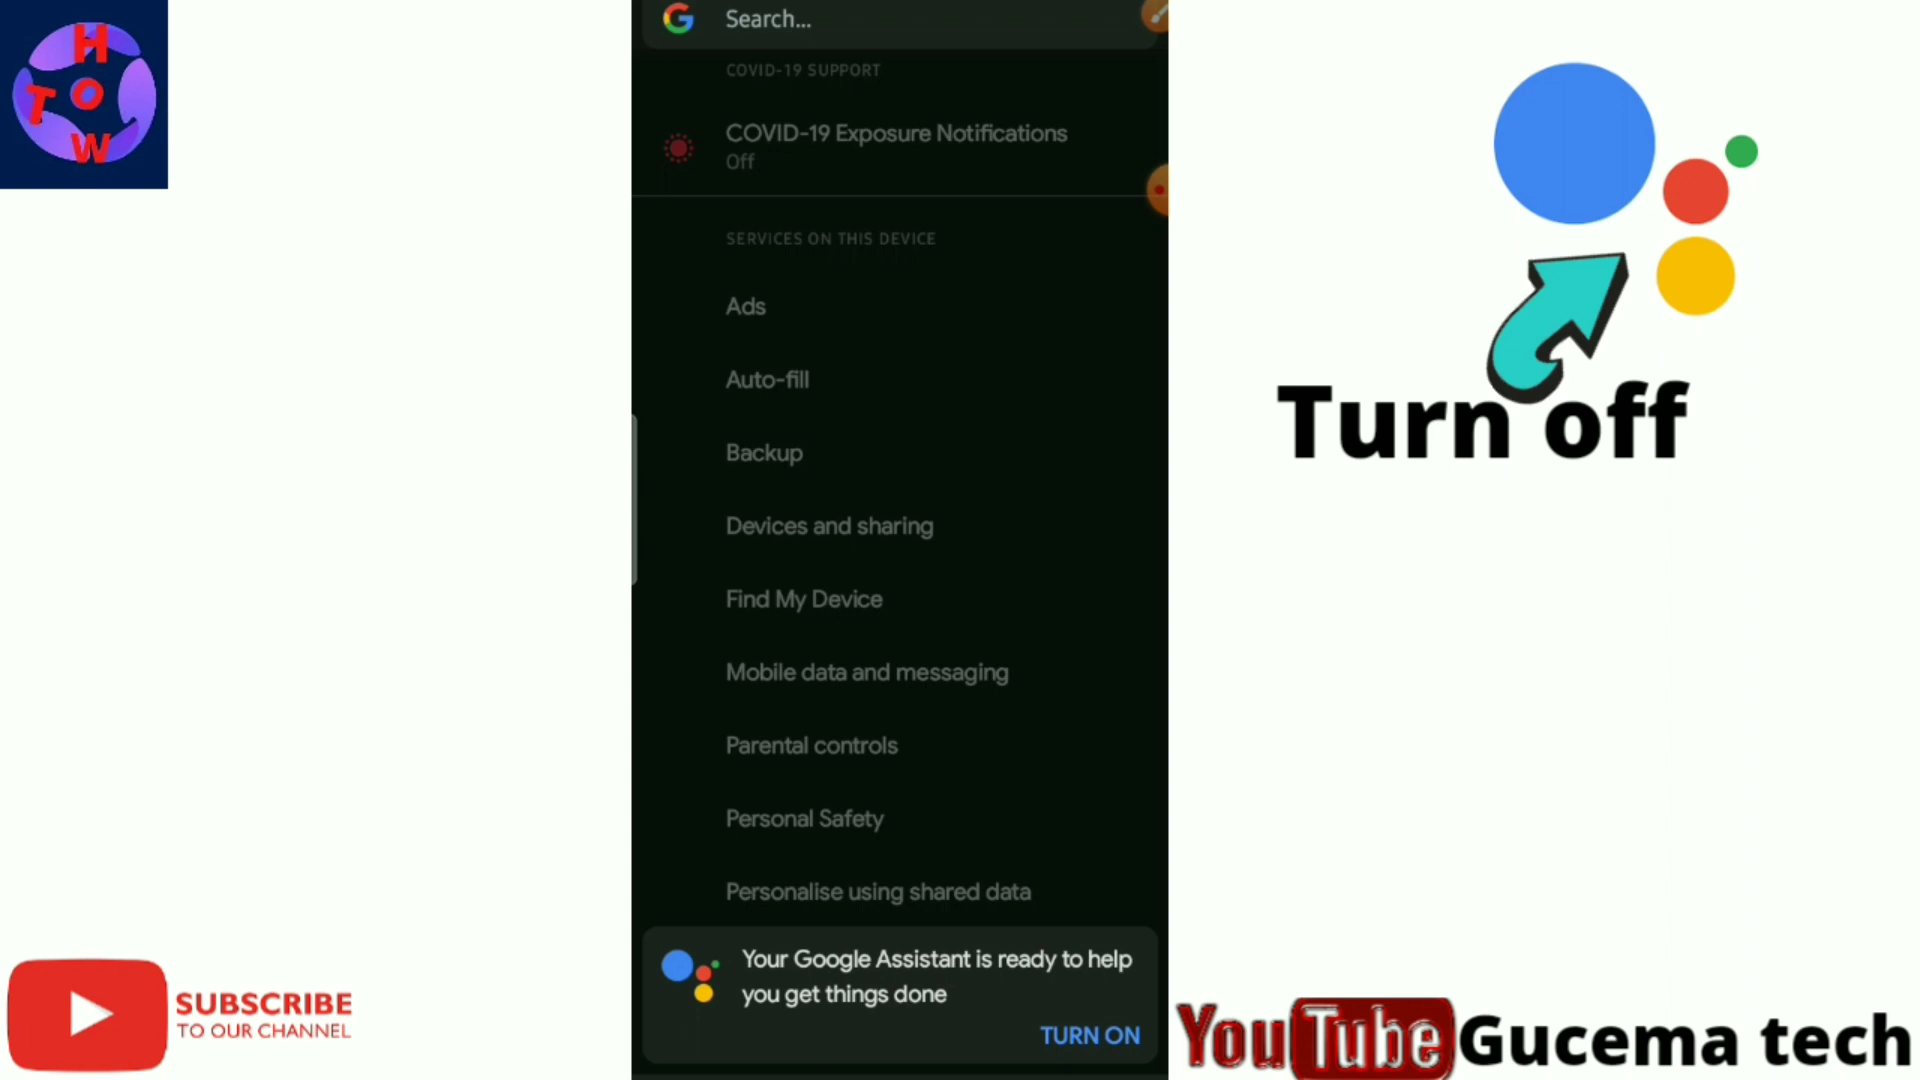 H
T O
W
Search...
COVID-19 SUPPORT
COVID-19 Exposure Notifications
Off
SERVICES ON THIS DEVICE
Ads
Auto-fill
Backup
Devices and sharing
Find My Device
Mobile data and messaging
Parental controls
Personal Safety
Personalise using shared data
Your Google Assistant is ready to help
you get things done
TURN ON
Turn off
SUBSCRIBE
TO OUR CHANNEL
YouTube Gucema tech